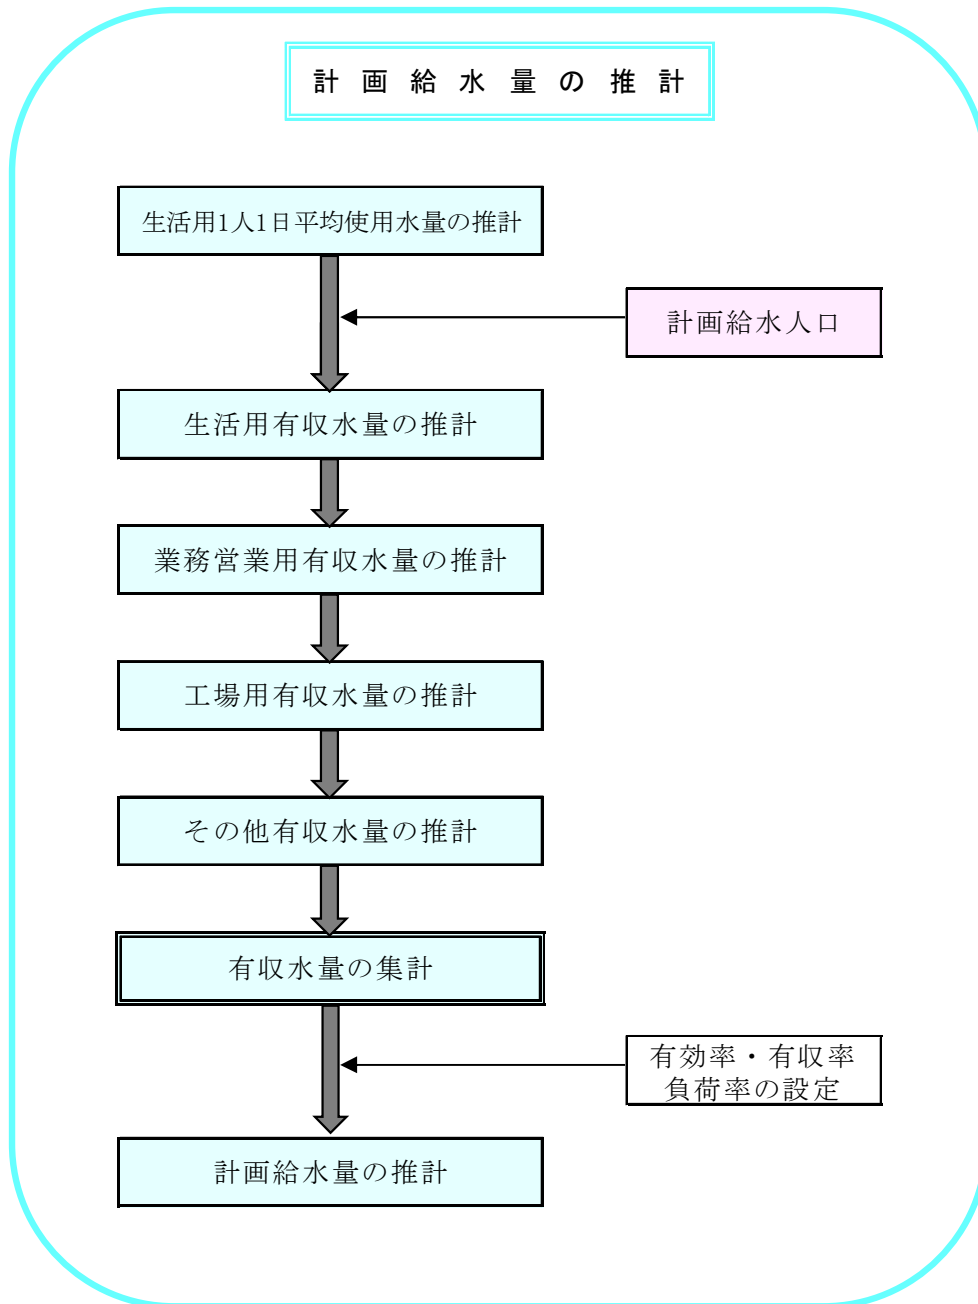 計画給水量の推計
生活用1人1日平均使用水量の推計
計画給水人口
生活用有収水量の推計
業務営業用有収水量の推計
工場用有収水量の推計
その他有収水量の推計
有収水量の集計
有効率・有収率
負荷率の設定
計画給水量の推計